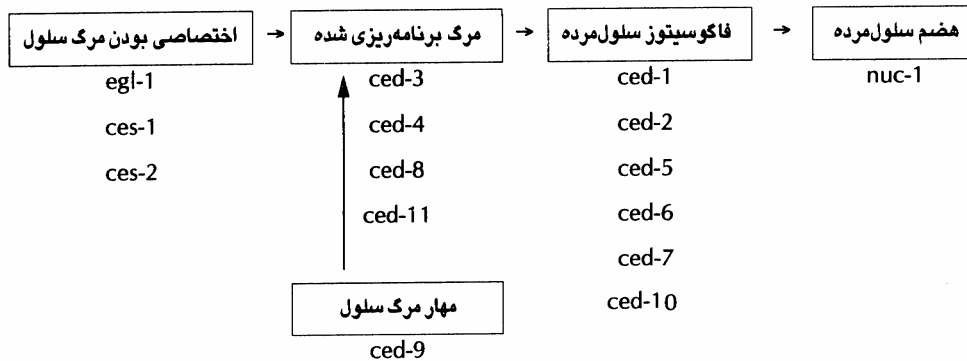 اختصاصی بودن مرگ سلول → مرگ برنامه‌ریزی شده → فاگوسیتوز سلول‌مرده → هضم سلول‌مرده
egl-1 ced-3 ced-1 nuc-1
ces-1 ced-4 ced-2
ces-2 ced-8 ced-5
ced-11 ced-6
ced-7
مهار مرگ سلول ced-10
ced-9